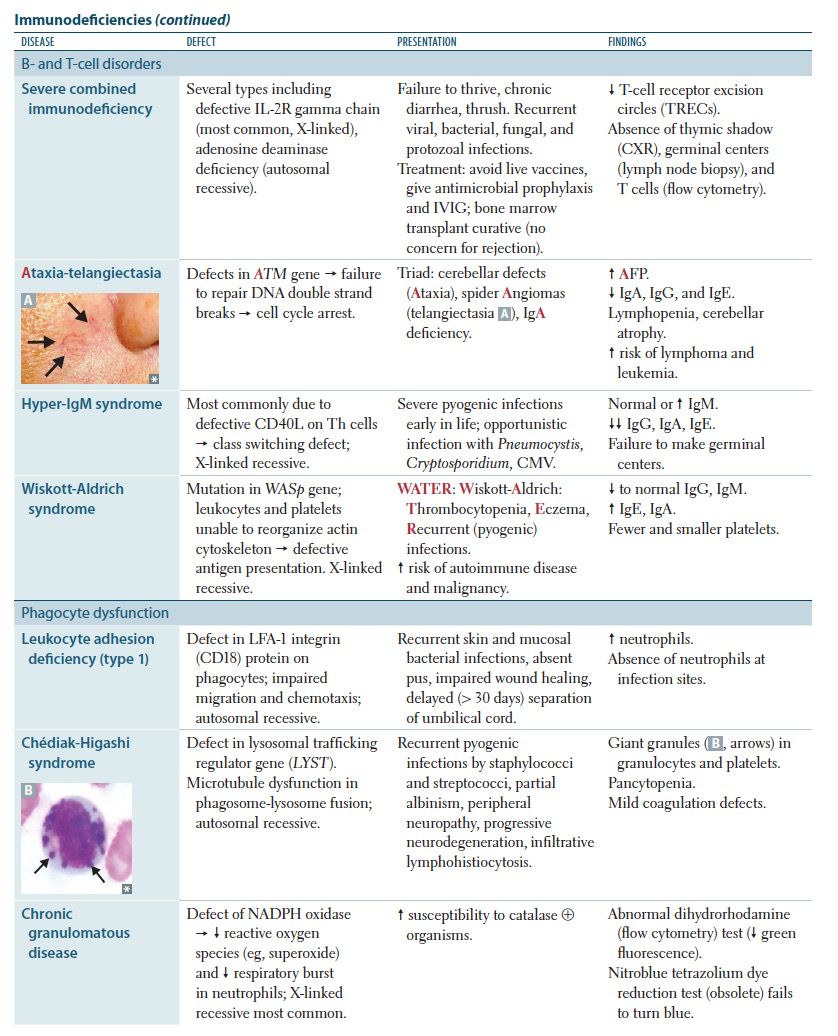 Immunodeficiencies (continued)
DISEASE DEFECT PRESENTATION FINDINGS
B- and T-cell disorders
Severe combined
immunodeficiency
Several types including
defective IL-2R gamma chain
(most common, X-linked),
adenosine deaminase
deficiency (autosomal
recessive).
Failure to thrive, chronic
diarrhea, thrush. Recurrent
viral, bacterial, fungal, and
protozoal infections.
Treatment: avoid live vaccines,
give antimicrobial prophylaxis
and IVIG; bone marrow
transplant curative (no
concern for rejection).
↓ T-cell receptor excision
circles (TRECs).
Absence of thymic shadow
(CXR), germinal centers
(lymph node biopsy), and
T cells (flow cytometry).
Ataxia-telangiectasia
A
Defects in ATM gene → failure
to repair DNA double strand
breaks → cell cycle arrest.
Triad: cerebellar defects
(Ataxia), spider Angiomas
(telangiectasia A), IgA
deficiency.
↑ AFP.
↓ IgA, IgG, and IgE.
Lymphopenia, cerebellar
atrophy.
↑ risk of lymphoma and
leukemia.
Hyper-IgM syndrome
Most commonly due to
defective CD40L on Th cells
→ class switching defect;
X-linked recessive.
Severe pyogenic infections
early in life; opportunistic
infection with Pneumocystis,
Cryptosporidium, CMV.
Normal or ↑ IgM.
↓↓ IgG, IgA, IgE.
Failure to make germinal
centers.
Wiskott-Aldrich
syndrome
Mutation in WASp gene;
leukocytes and platelets
unable to reorganize actin
cytoskeleton → defective
antigen presentation. X-linked
recessive.
WATER: Wiskott-Aldrich:
Thrombocytopenia, Eczema,
Recurrent (pyogenic)
infections.
↑ risk of autoimmune disease
and malignancy.
↓ to normal IgG, IgM.
↑ IgE, IgA.
Fewer and smaller platelets.
Phagocyte dysfunction
Leukocyte adhesion
deficiency (type 1)
Defect in LFA-1 integrin
(CD18) protein on
phagocytes; impaired
migration and chemotaxis;
autosomal recessive.
Recurrent skin and mucosal
bacterial infections, absent
pus, impaired wound healing,
delayed (> 30 days) separation
of umbilical cord.
↑ neutrophils.
Absence of neutrophils at
infection sites.
Chédiak-Higashi
syndrome
B
Defect in lysosomal trafficking
regulator gene (LYST).
Microtubule dysfunction in
phagosome-lysosome fusion;
autosomal recessive.
Recurrent pyogenic
infections by staphylococci
and streptococci, partial
albinism, peripheral
neuropathy, progressive
neurodegeneration, infiltrative
lymphohistiocytosis.
Giant granules (B, arrows) in
granulocytes and platelets.
Pancytopenia.
Mild coagulation defects.
Chronic
granulomatous
disease
Defect of NADPH oxidase
→ ↓ reactive oxygen
species (eg, superoxide)
and ↓ respiratory burst
in neutrophils; X-linked
recessive most common.
↑ susceptibility to catalase ⊕
organisms.
Abnormal dihydrorhodamine
(flow cytometry) test (↓ green
fluorescence).
Nitroblue tetrazolium dye
reduction test (obsolete) fails
to turn blue.